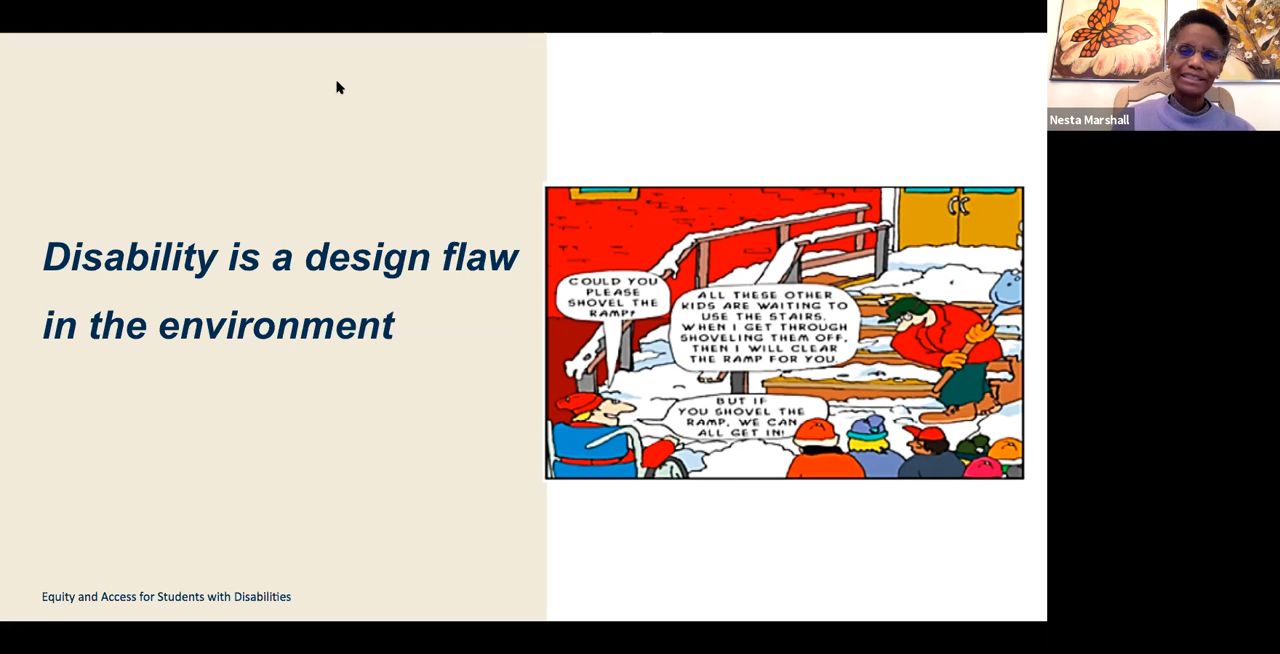 Disability is a design flaw
in the environment
COULD YOU
PLEASE
SHOVEL THE
RAMP?
ALL THESE OTHER
KIDS ARE WAITING TO
USE THE STAIRS.
WHEN I GET THROUGH
SHOVELING THEM OFF,
THEN I WILL CLEAR
THE RAMP FOR YOU.
BUT IF
YOU SHOVEL THE
RAMP, WE CAN
ALL GET IN!
Equity and Access for Students with Disabilities
Nesta Marshall